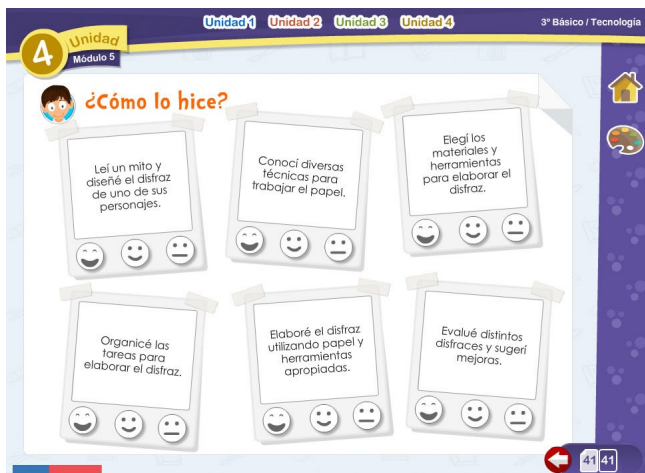 Unidad 1 Unidad 2 Unidad 3 Unidad 4
3° Básico / Tecnología
4
Unidad
Módulo 5
¿Cómo lo hice?
Leí un mito y
diseñé el disfraz
de uno de sus
personajes.
Conocí diversas
técnicas para
trabajar el papel.
Elegí los
materiales y
herramientas
para elaborar el
disfraz.
Organicé las
tareas para
elaborar el disfraz.
Elaboré el disfraz
utilizando papel y
herramientas
apropiadas.
Evalué distintos
disfraces y sugerí
mejoras.
41 41